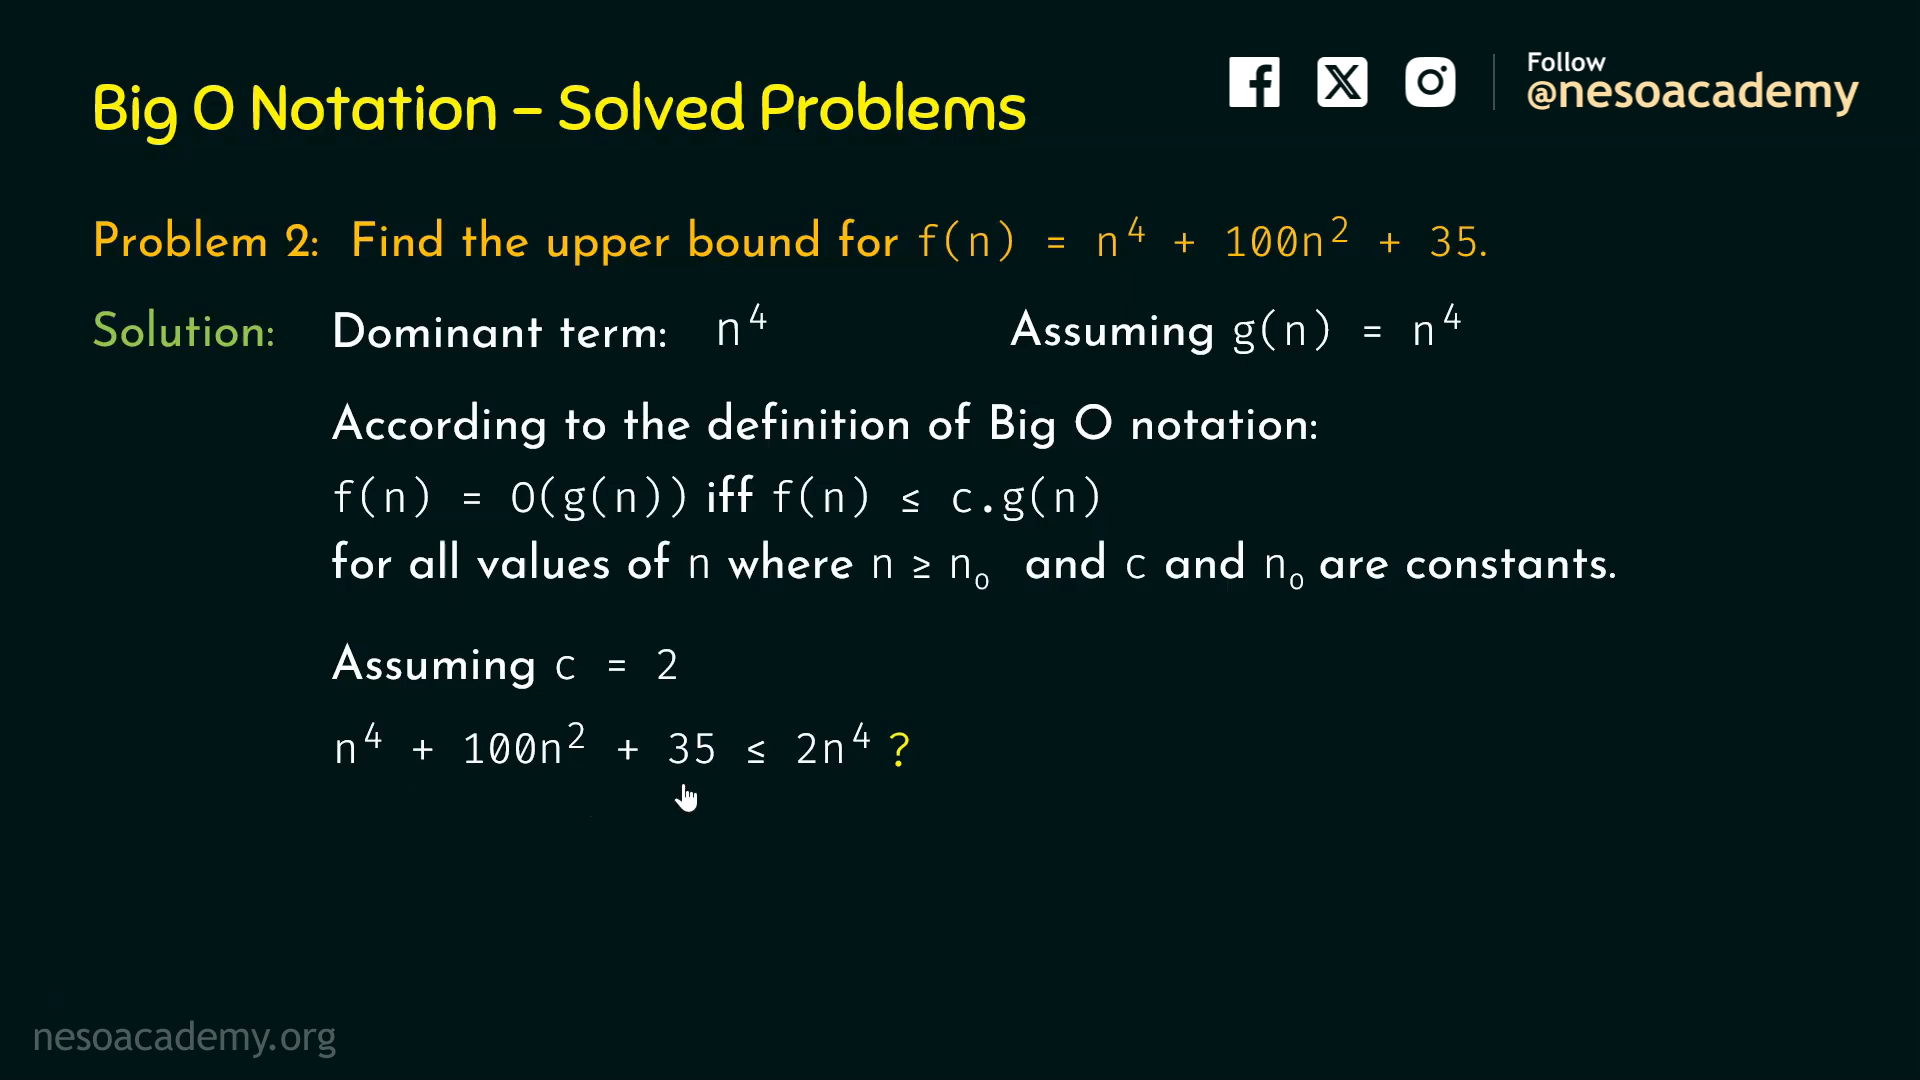 Big O Notation – Solved Problems
Follow
@nesoacademy
Problem 2: Find the upper bound for f(n) = n⁴ + 100n² + 35.
Solution: Dominant term: n⁴ Assuming g(n) = n⁴
According to the definition of Big O notation:
f(n) = O(g(n)) iff f(n) ≤ c.g(n)
for all values of n where n ≥ n₀ and c and n₀ are constants.
Assuming c = 2
n⁴ + 100n² + 35 ≤ 2n⁴ ?
nesoacademy.org